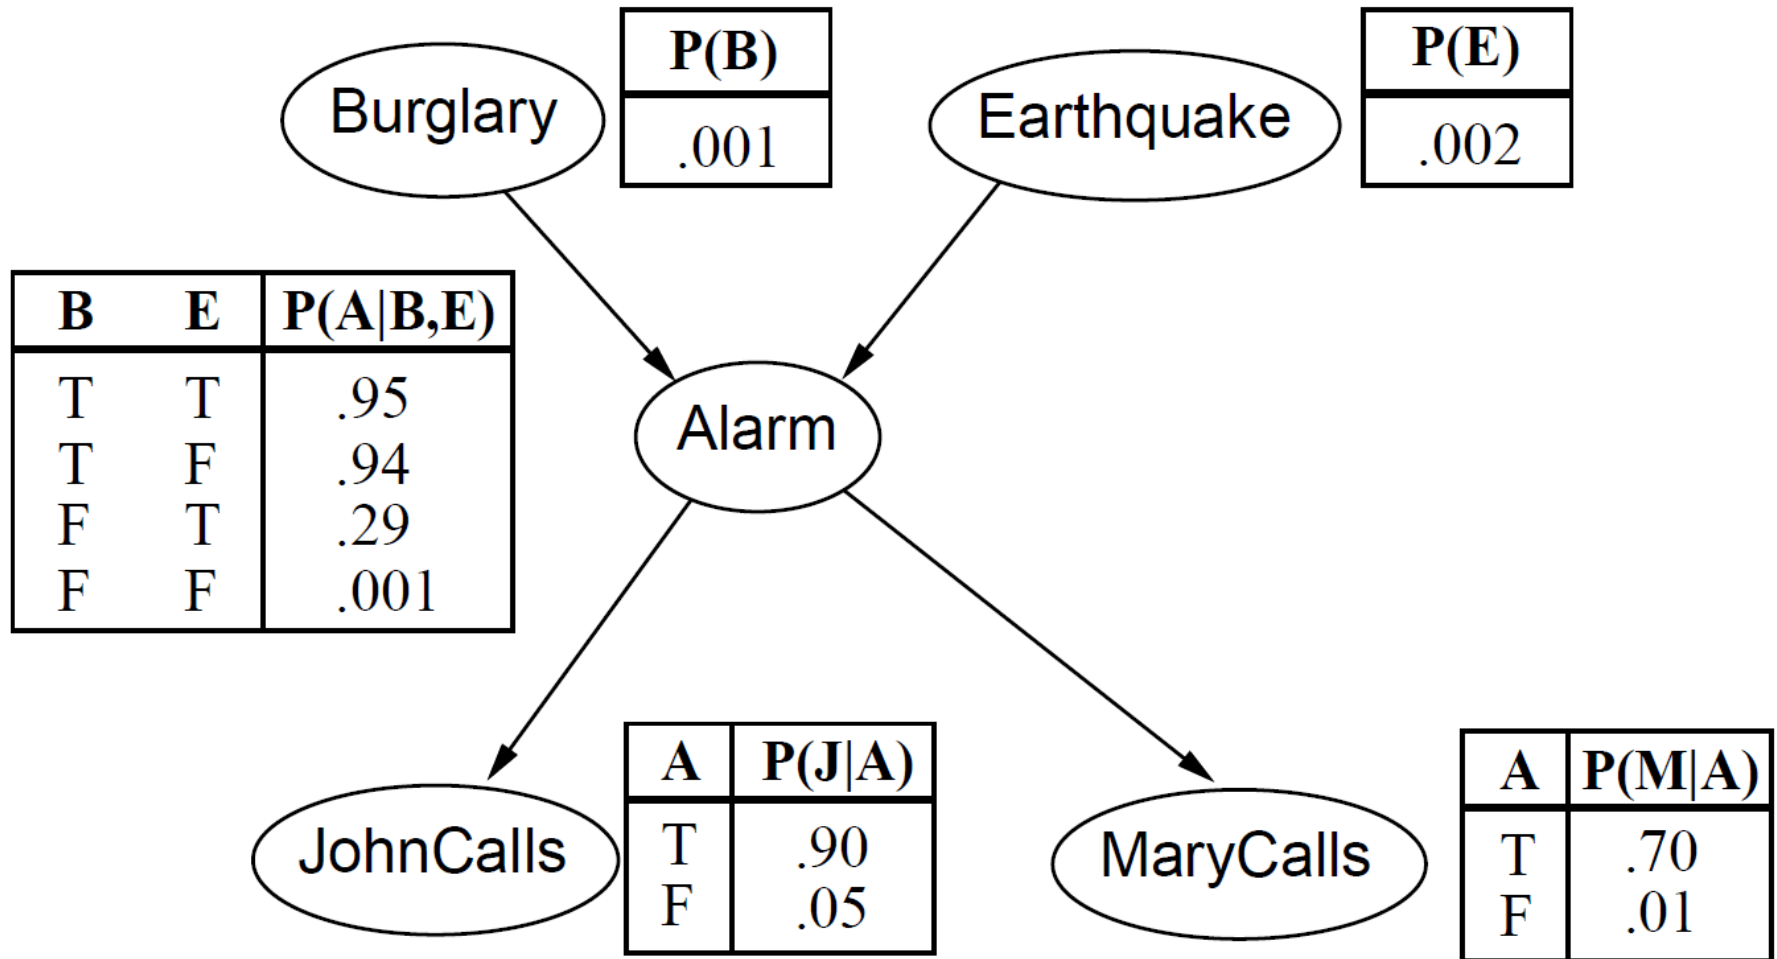 Burglary
P(B)
.001
Earthquake
P(E)
.002
B E P(A|B,E)
T T .95
T F .94
F T .29
F F .001
Alarm
JohnCalls
A P(J|A)
T .90
F .05
MaryCalls
A P(M|A)
T .70
F .01